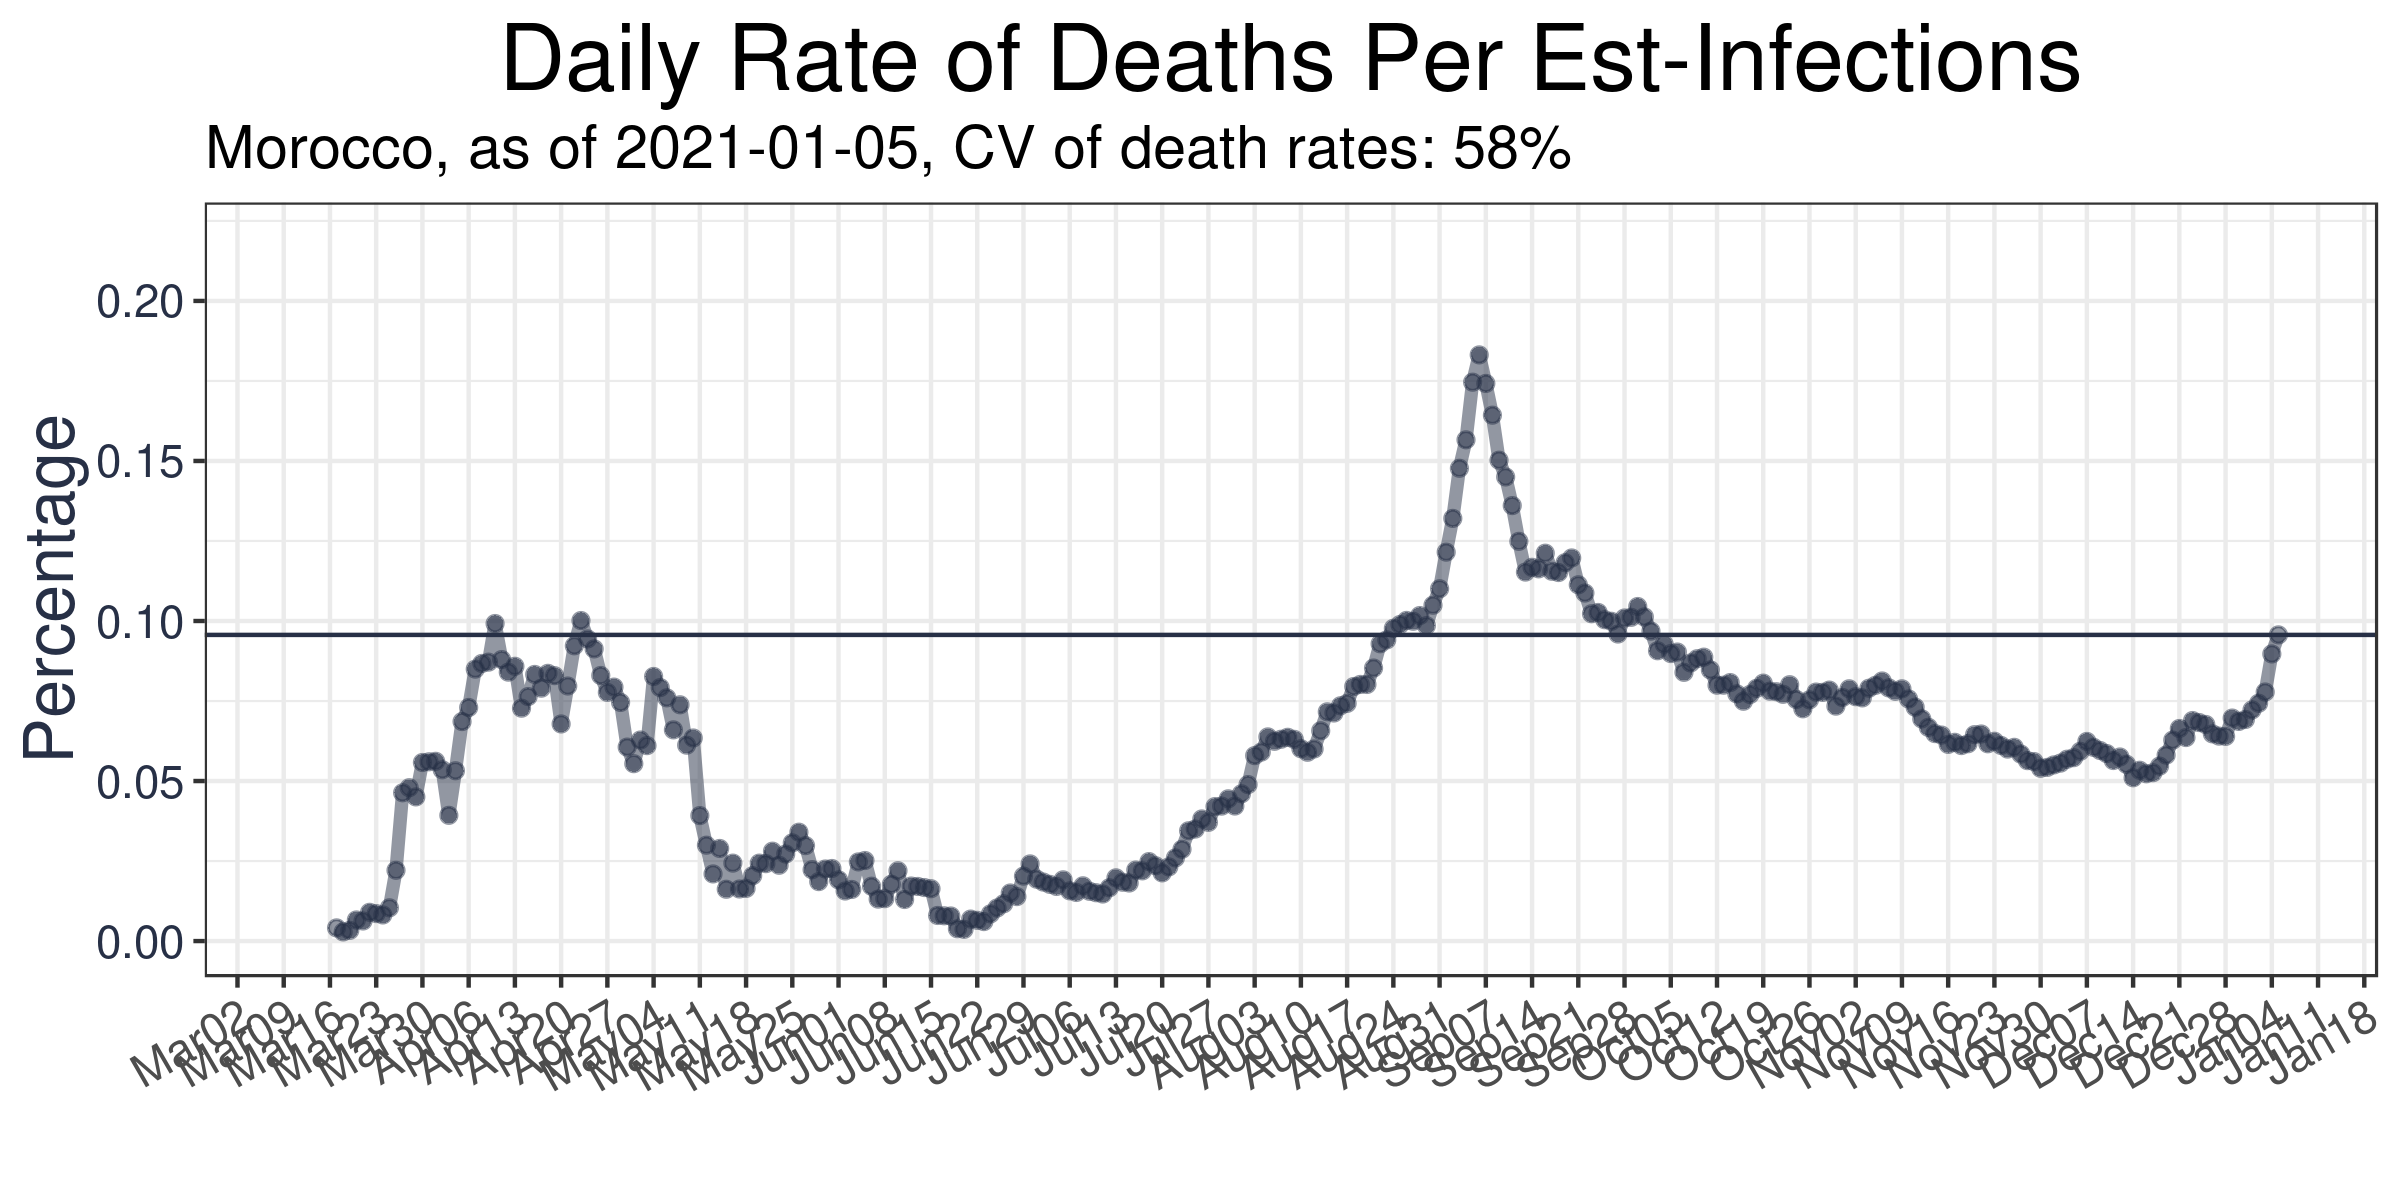 Daily Rate of Deaths Per Est-Infections
Morocco, as of 2021-01-05, CV of death rates: 58%
Percentage
0.20
0.15
0.10
0.05
0.00
Mar02
Mar09
Mar16
Mar23
Mar30
Apr06
Apr13
Apr20
Apr27
May04
May11
May18
May25
Jun01
Jun08
Jun15
Jun22
Jun29
Jul06
Jul13
Jul20
Jul27
Aug03
Aug10
Aug17
Aug24
Aug31
Sep07
Sep14
Sep21
Sep28
Oct05
Oct12
Oct19
Oct26
Nov02
Nov09
Nov16
Nov23
Nov30
Dec07
Dec14
Dec21
Dec28
Jan04
Jan11
Jan18